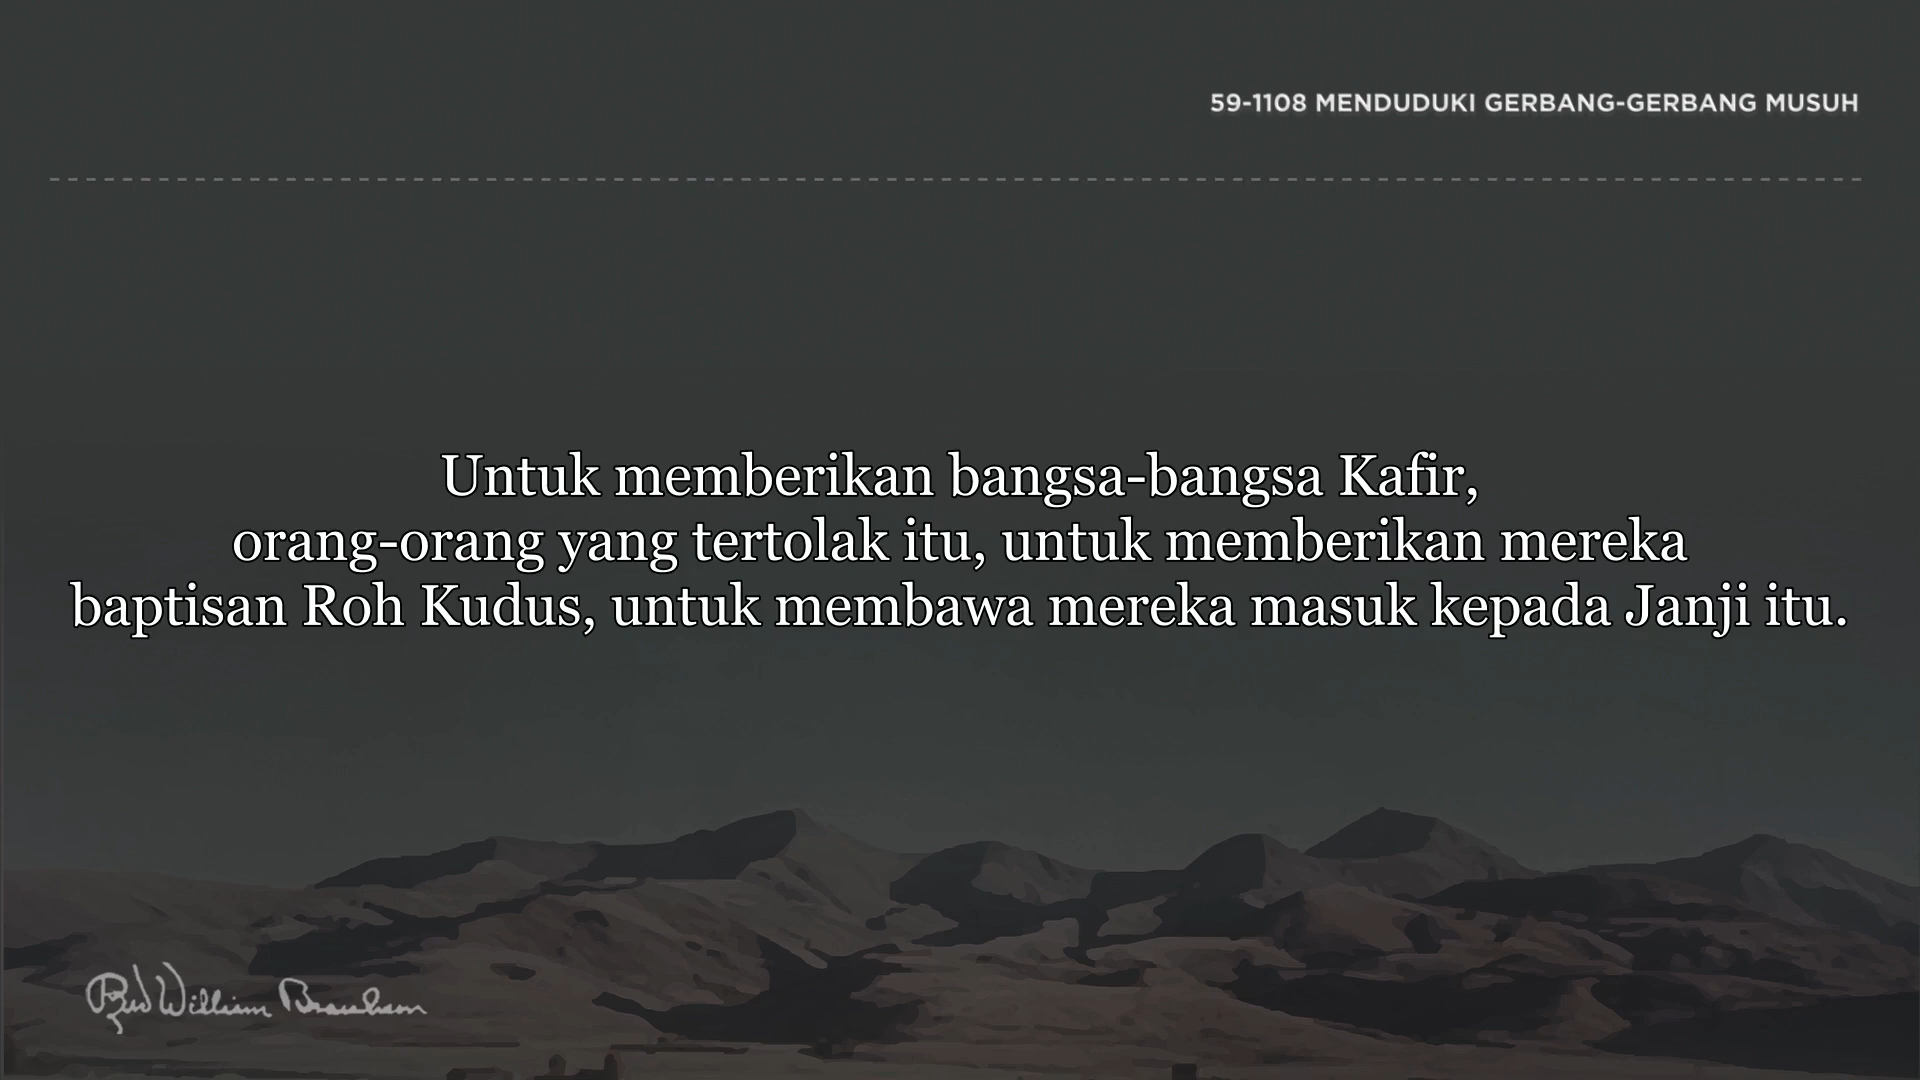 59-1108 MENDUDUKI GERBANG-GERBANG MUSUH
Untuk memberikan bangsa-bangsa Kafir,
orang-orang yang tertolak itu, untuk memberikan mereka
baptisan Roh Kudus, untuk membawa mereka masuk kepada Janji itu.
Rev William Branham